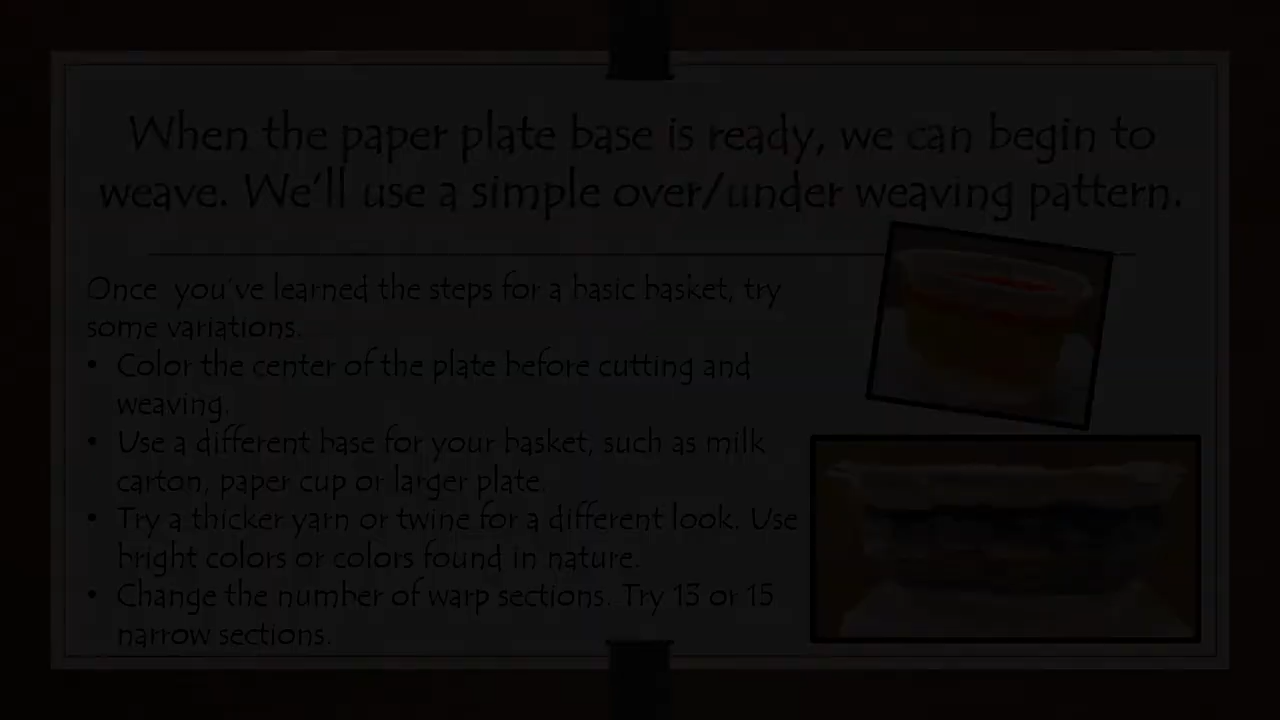 When the paper plate base is ready, we can begin to
weave. We'll use a simple over/under weaving pattern.
Once  you've learned the steps for a basic basket, try
some variations.
• Color the center of the plate before cutting and
weaving.
• Use a different base for your basket, such as milk
carton, paper cup or larger plate.
• Try a thicker yarn or twine for a different look. Use
bright colors or colors found in nature.
• Change the number of warp sections. Try 13 or 15
narrow sections.